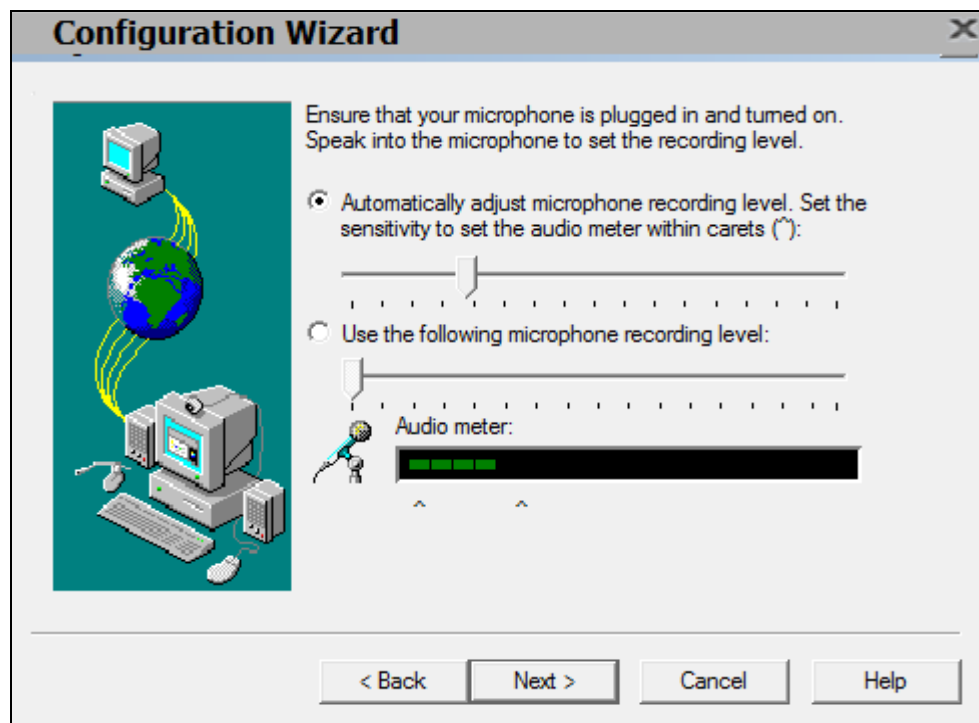 Configuration Wizard
Ensure that your microphone is plugged in and turned on.
Speak into the microphone to set the recording level.
Automatically adjust microphone recording level. Set the
sensitivity to set the audio meter within carets (^):
Use the following microphone recording level:
Audio meter:
^ ^
< Back Next > Cancel Help